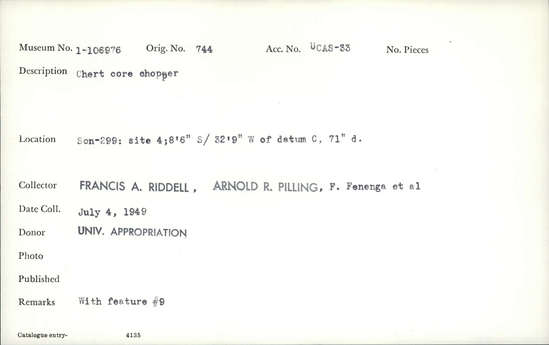 Museum No. 1-106976 Orig. No. 744 Acc. No. UCAS-33 No. Pieces
Description Chert core chopper
Location Son-299: site 4;8'6" S/ 32'9" W of datum C, 71" d.
Collector FRANCIS A. RIDDELL, ARNOLD R. PILLING, F. Fenenga et al
Date Coll. July 4, 1949
Donor UNIV. APPROPRIATION
Photo
Published
Remarks With feature #9
Catalogue entry- 4135